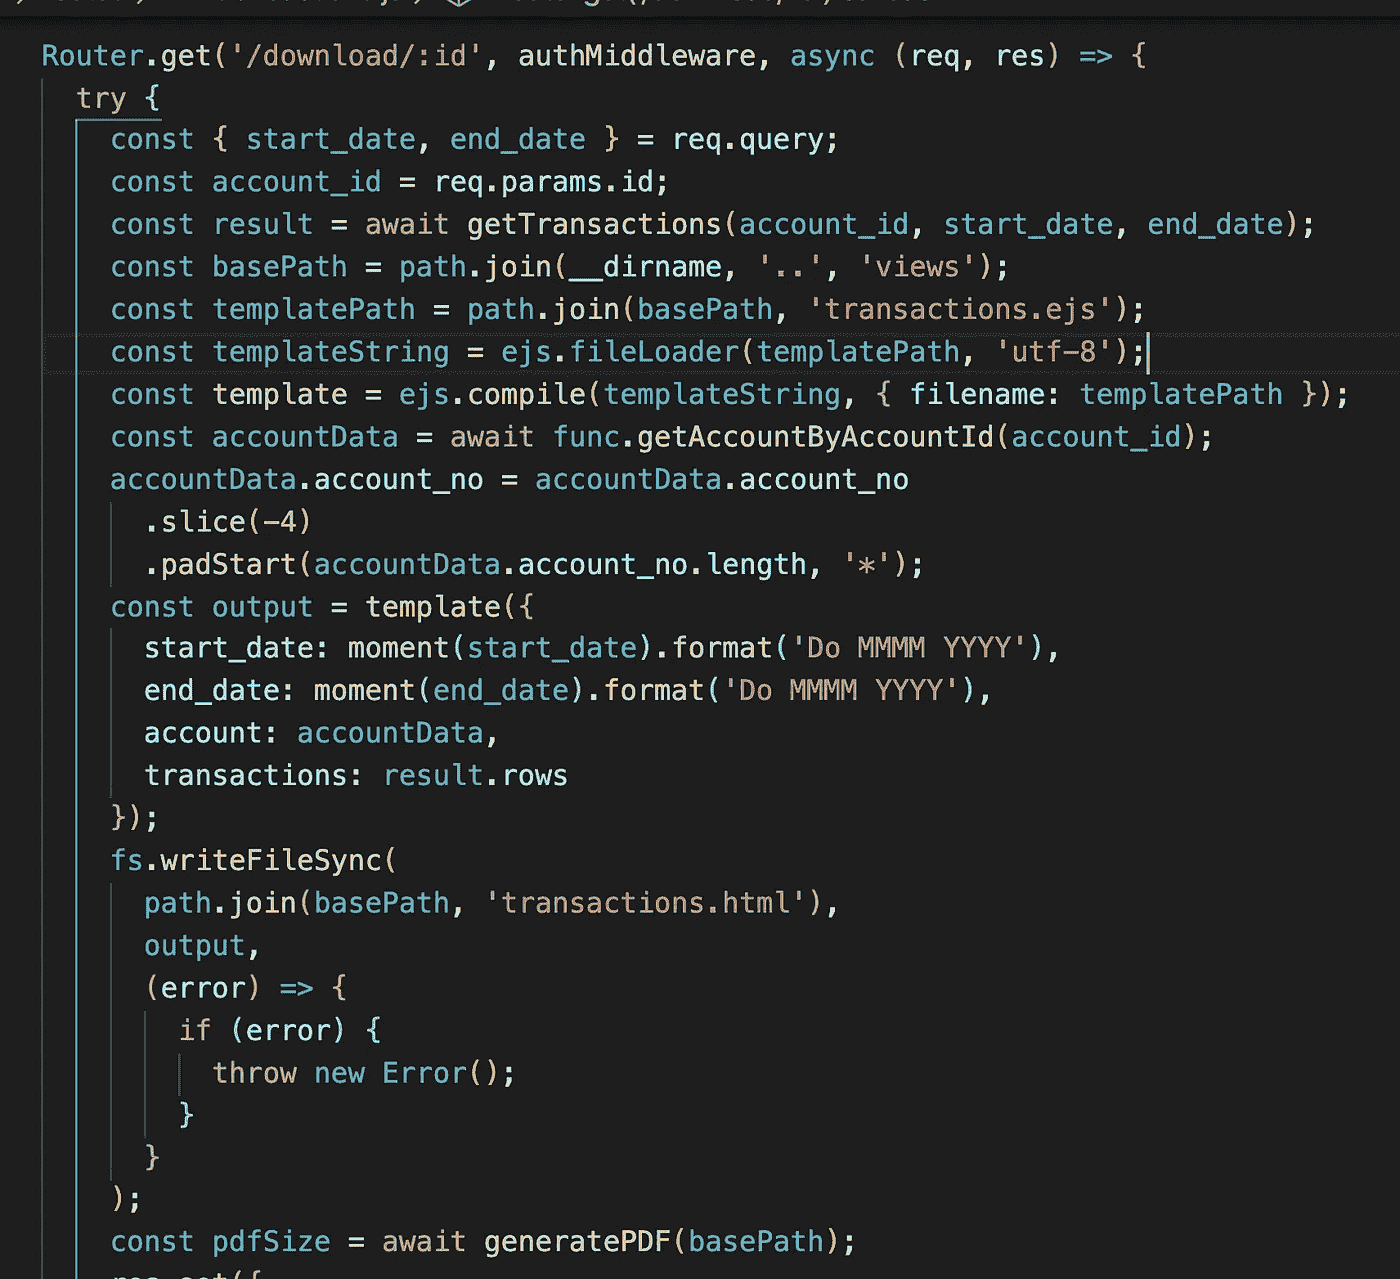 Router.get('/download/:id', authMiddleware, async (req, res) => {
try {
const { start_date, end_date } = req.query;
const account_id = req.params.id;
const result = await getTransactions(account_id, start_date, end_date);
const basePath = path.join(__dirname, '..', 'views');
const templatePath = path.join(basePath, 'transactions.ejs');
const templateString = ejs.fileLoader(templatePath, 'utf-8');
const template = ejs.compile(templateString, { filename: templatePath });
const accountData = await func.getAccountByAccountId(account_id);
accountData.account_no = accountData.account_no
.slice(-4)
.padStart(accountData.account_no.length, '*');
const output = template({
start_date: moment(start_date).format('Do MMMM YYYY'),
end_date: moment(end_date).format('Do MMMM YYYY'),
account: accountData,
transactions: result.rows
});
fs.writeFileSync(
path.join(basePath, 'transactions.html'),
output,
(error) => {
if (error) {
throw new Error();
}
}
);
const pdfSize = await generatePDF(basePath);